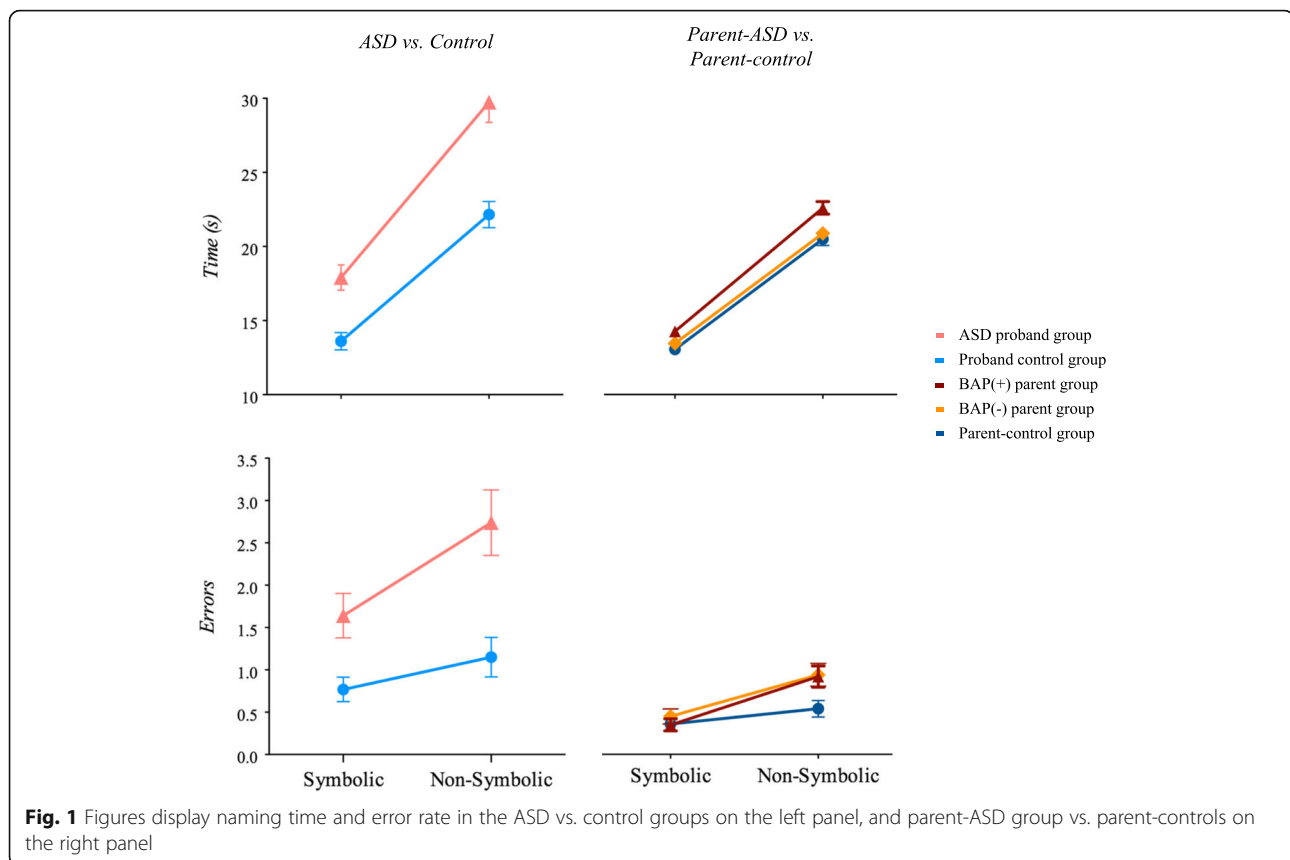 ASD vs. Control
Parent-ASD vs.
Parent-control
30
25
20
15
10
Time (s)
ASD proband group
Proband control group
BAP(+) parent group
BAP(-) parent group
Parent-control group
3.5
3.0
2.5
2.0
1.5
1.0
0.5
0.0
Errors
Symbolic Non-Symbolic
Symbolic Non-Symbolic
Fig. 1 Figures display naming time and error rate in the ASD vs. control groups on the left panel, and parent-ASD group vs. parent-controls on
the right panel